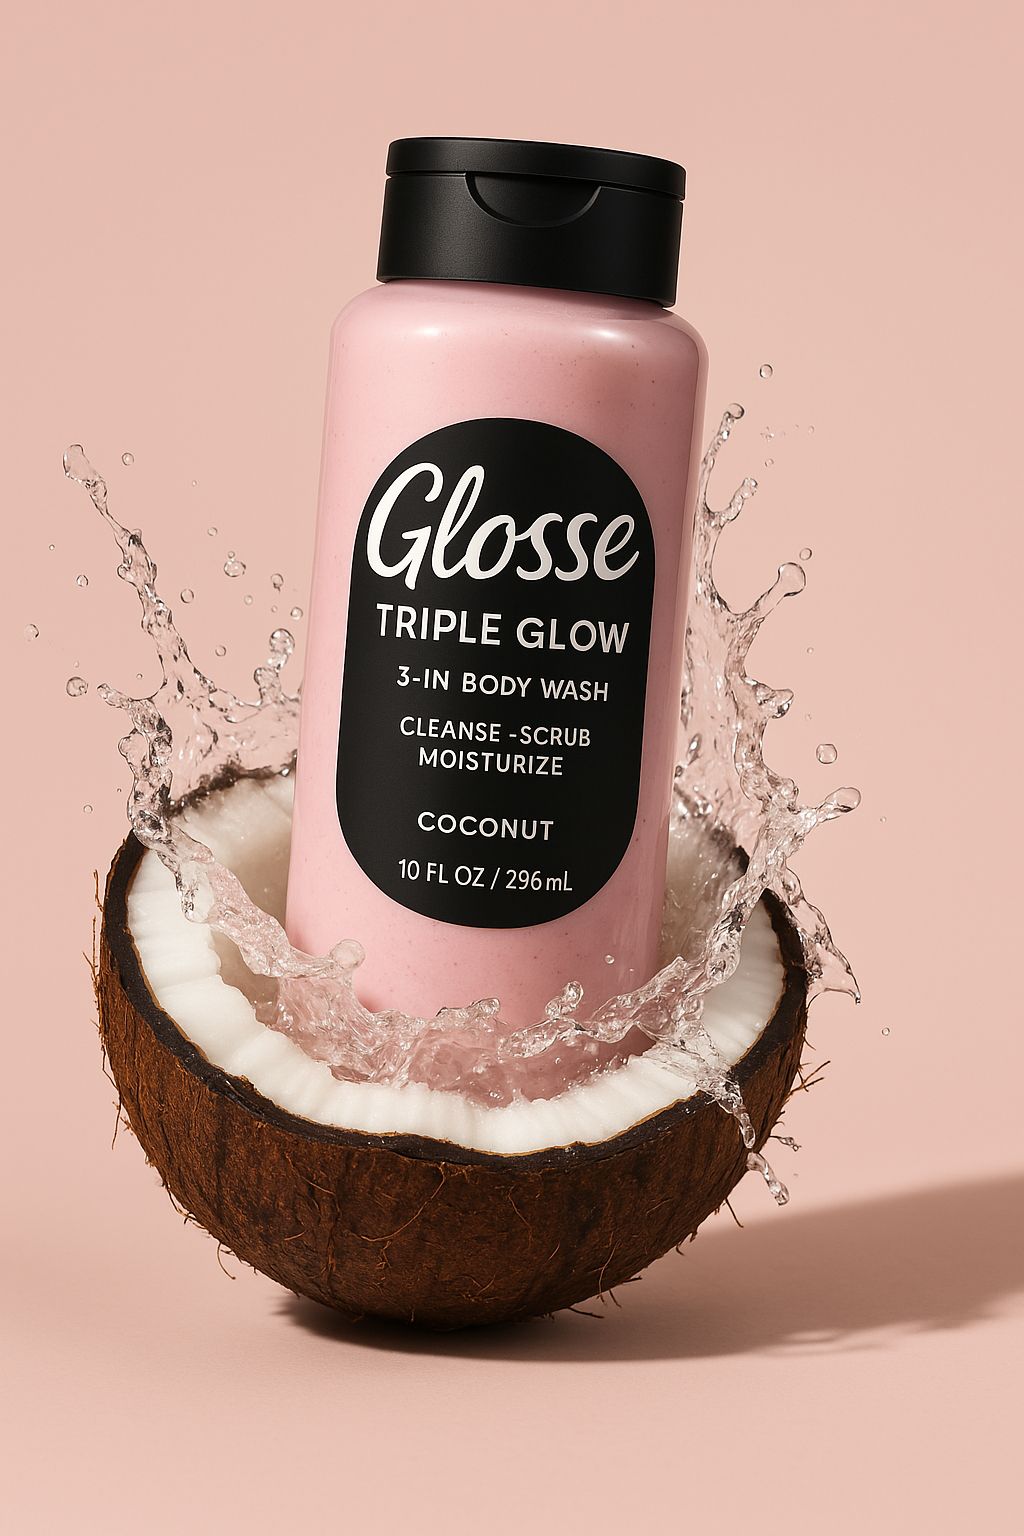 Glosse
TRIPLE GLOW
3-IN BODY WASH
CLEANSE -SCRUB
MOISTURIZE
COCONUT
10 FL OZ / 296 mL